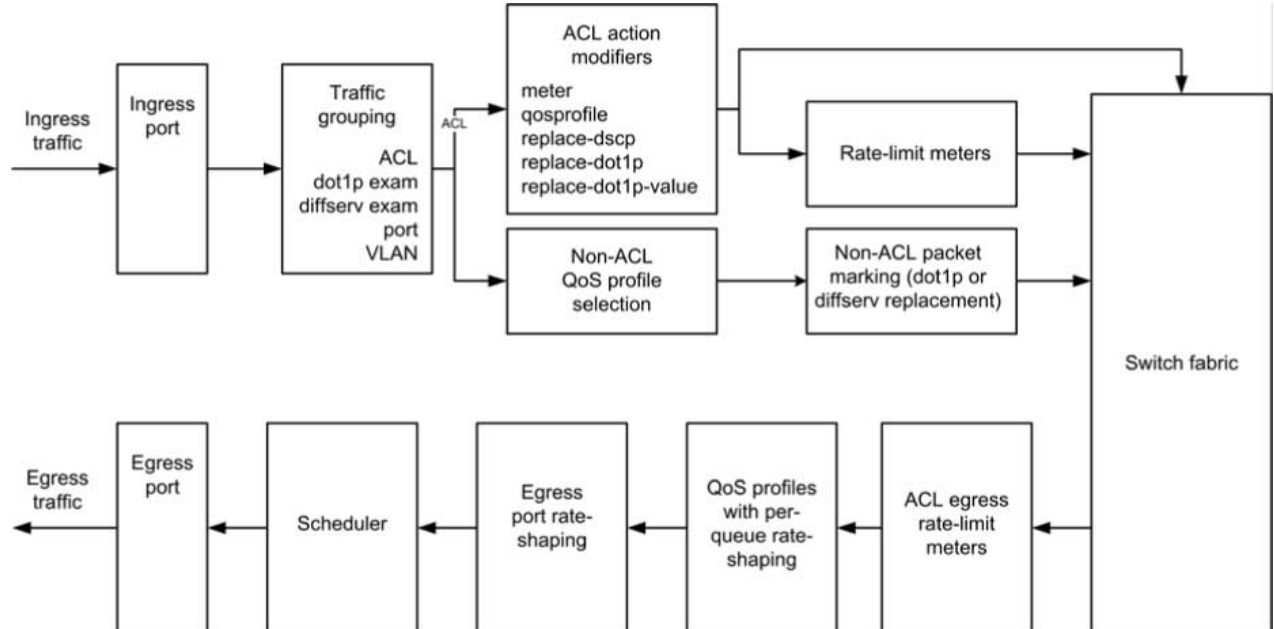 Ingress
traffic
Ingress
port
Traffic
grouping
ACL
dot1p exam
diffserv exam
port
VLAN
ACL
ACL action
modifiers
meter
qosprofile
replace-dscp
replace-dot1p
replace-dot1p-value
Rate-limit meters
Non-ACL
QoS profile
selection
Non-ACL packet
marking (dot1p or
diffserv replacement)
Switch fabric
Egress
traffic
Egress
port
Scheduler
Egress
port rate-
shaping
QoS profiles
with per-
queue rate-
shaping
ACL egress
rate-limit
meters